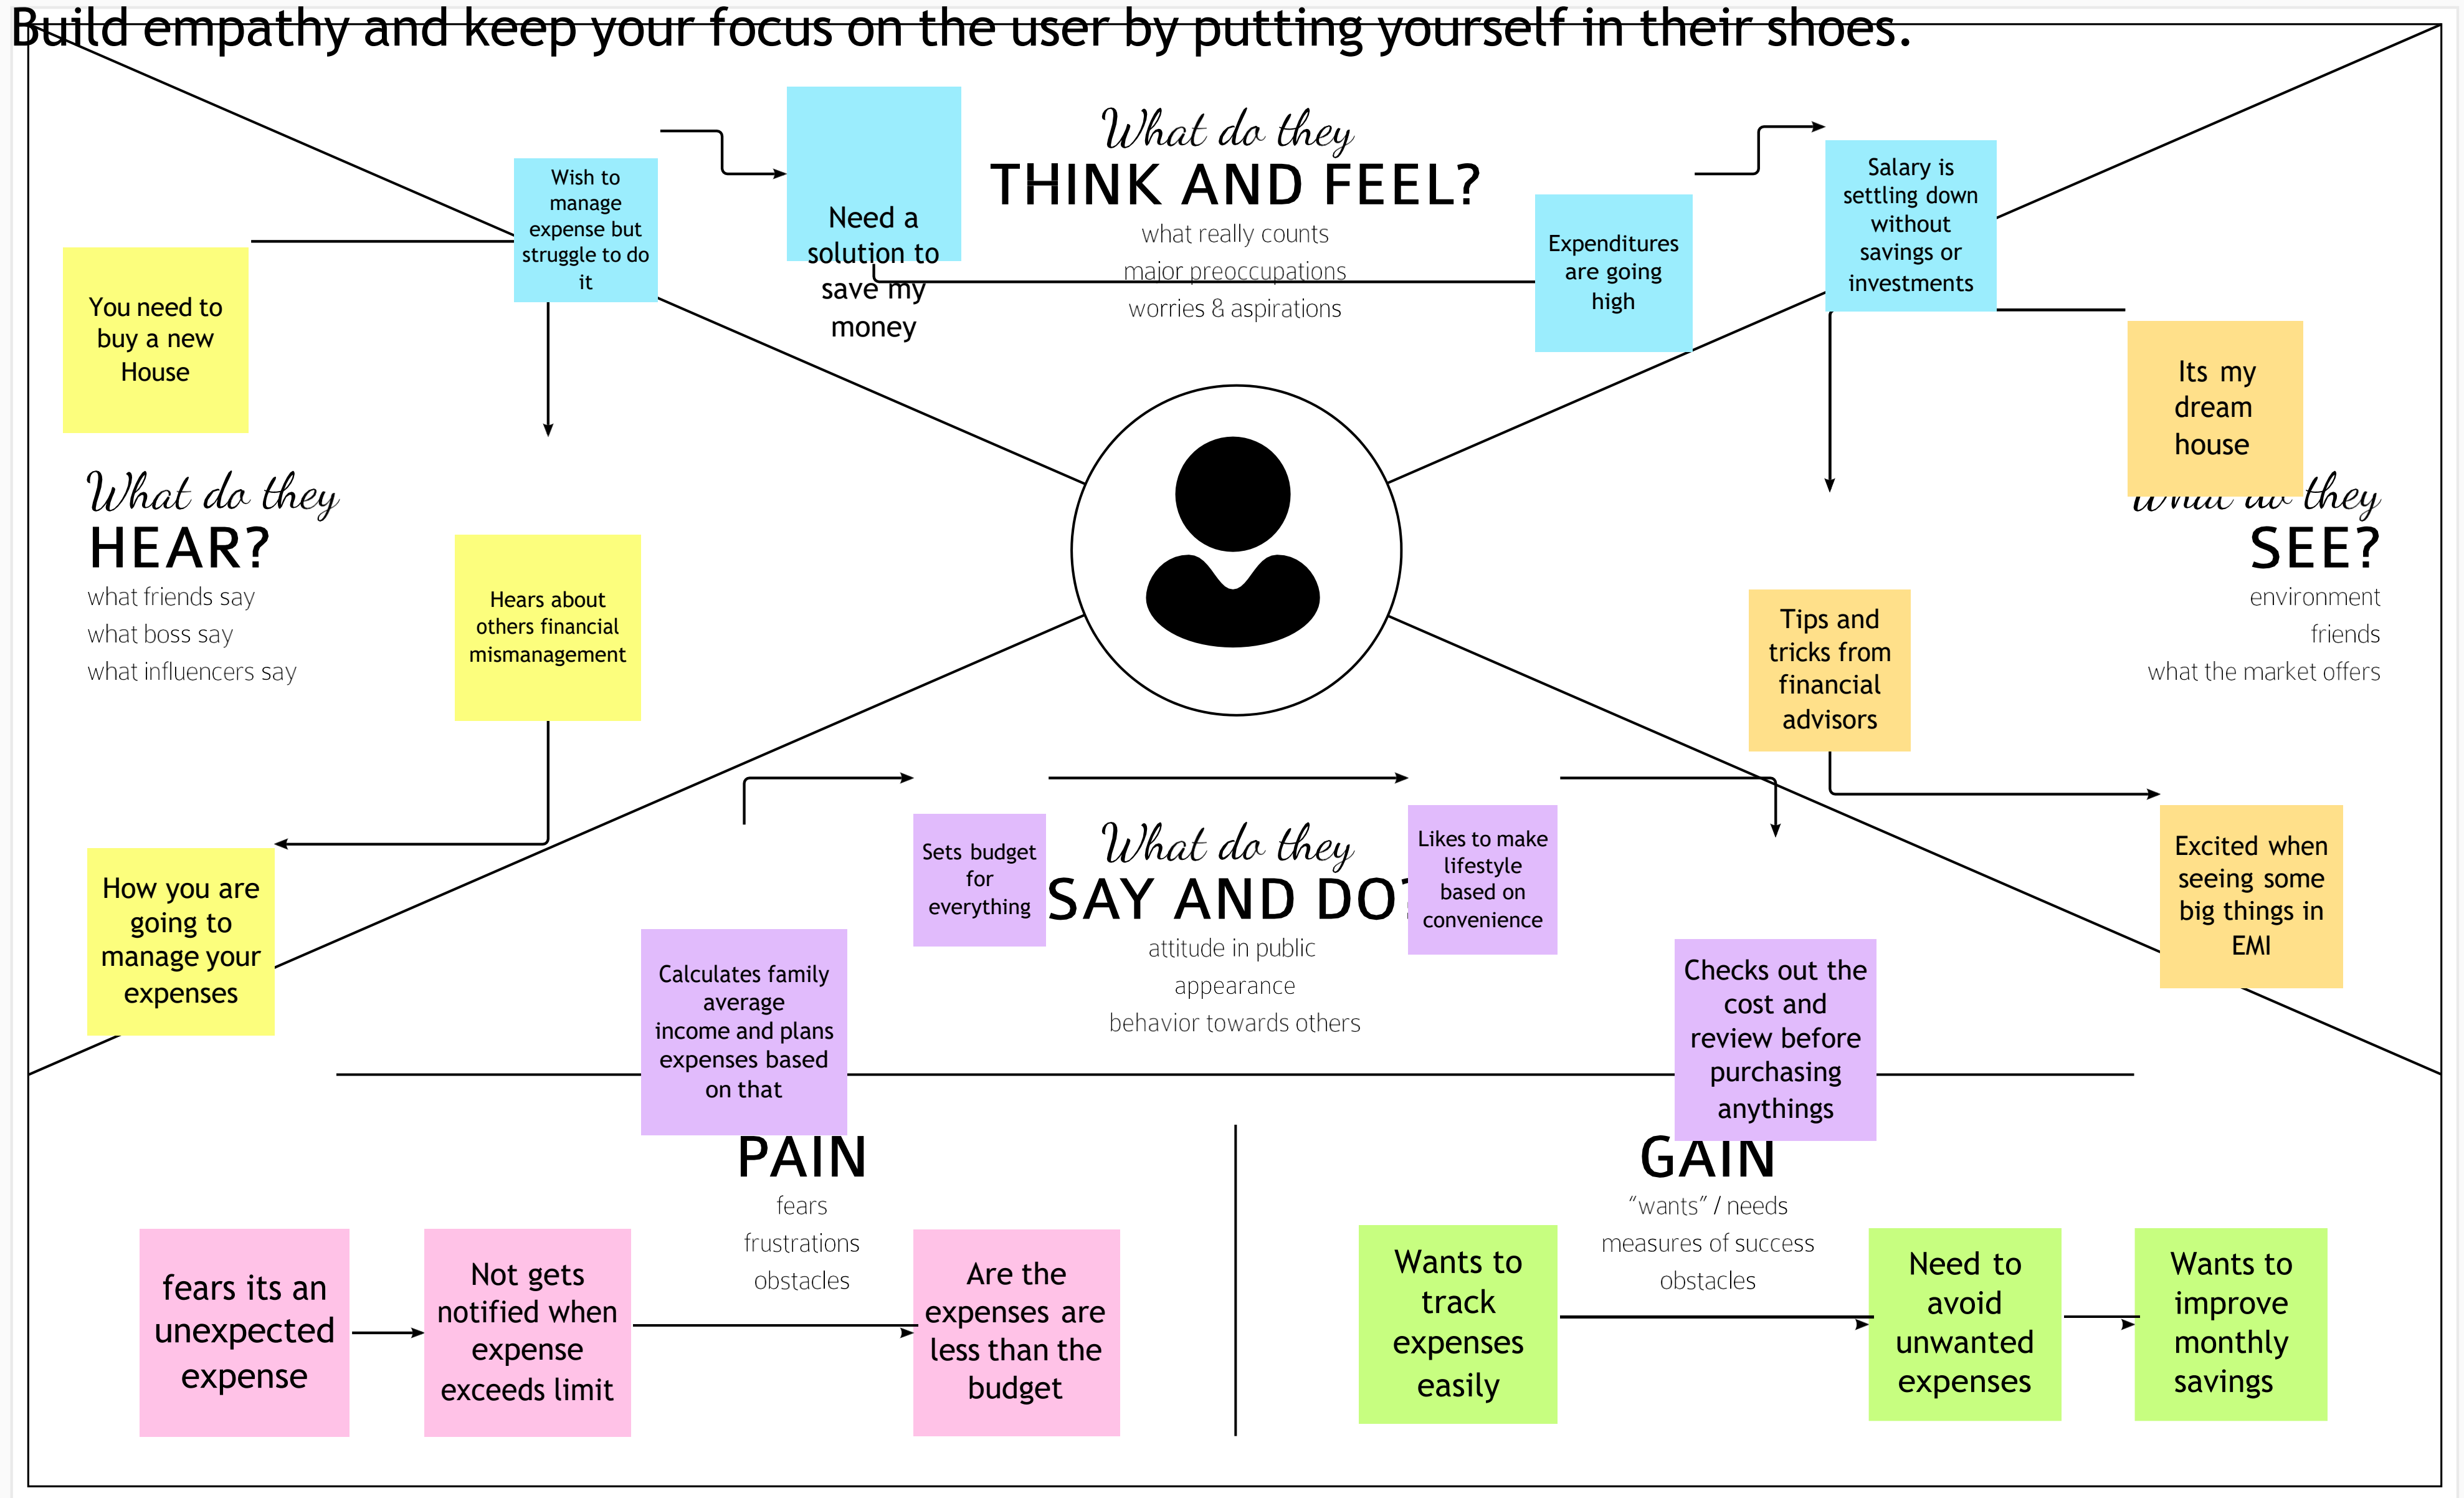 Build empathy and keep your focus on the user by putting yourself in their shoes.
Wish to
manage
expense but
struggle to do
it
Need a
solution to
save my
money
What do they
THINK AND FEEL?
what really counts
major preoccupations
worries & aspirations
Expenditures
are going
high
Salary is
settling down
without
savings or
investments
You need to
buy a new
House
What do they
HEAR?
what friends say
what boss say
what influencers say
Hears about
others financial
mismanagement
How you are
going to
manage your
expenses
Its my
dream
house
What do they
SEE?
environment
friends
what the market offers
Tips and
tricks from
financial
advisors
Excited when
seeing some
big things in
EMI
Calculates family
average
income and plans
expenses based
on that
Sets budget
for
everything
What do they
SAY AND DO?
attitude in public
appearance
behavior towards others
Likes to make
lifestyle
based on
convenience
Checks out the
cost and
review before
purchasing
anythings
PAIN
fears
frustrations
obstacles
fears its an
unexpected
expense
Not gets
notified when
expense
exceeds limit
Are the
expenses are
less than the
budget
GAIN
“wants” / needs
measures of success
obstacles
Wants to
track
expenses
easily
Need to
avoid
unwanted
expenses
Wants to
improve
monthly
savings